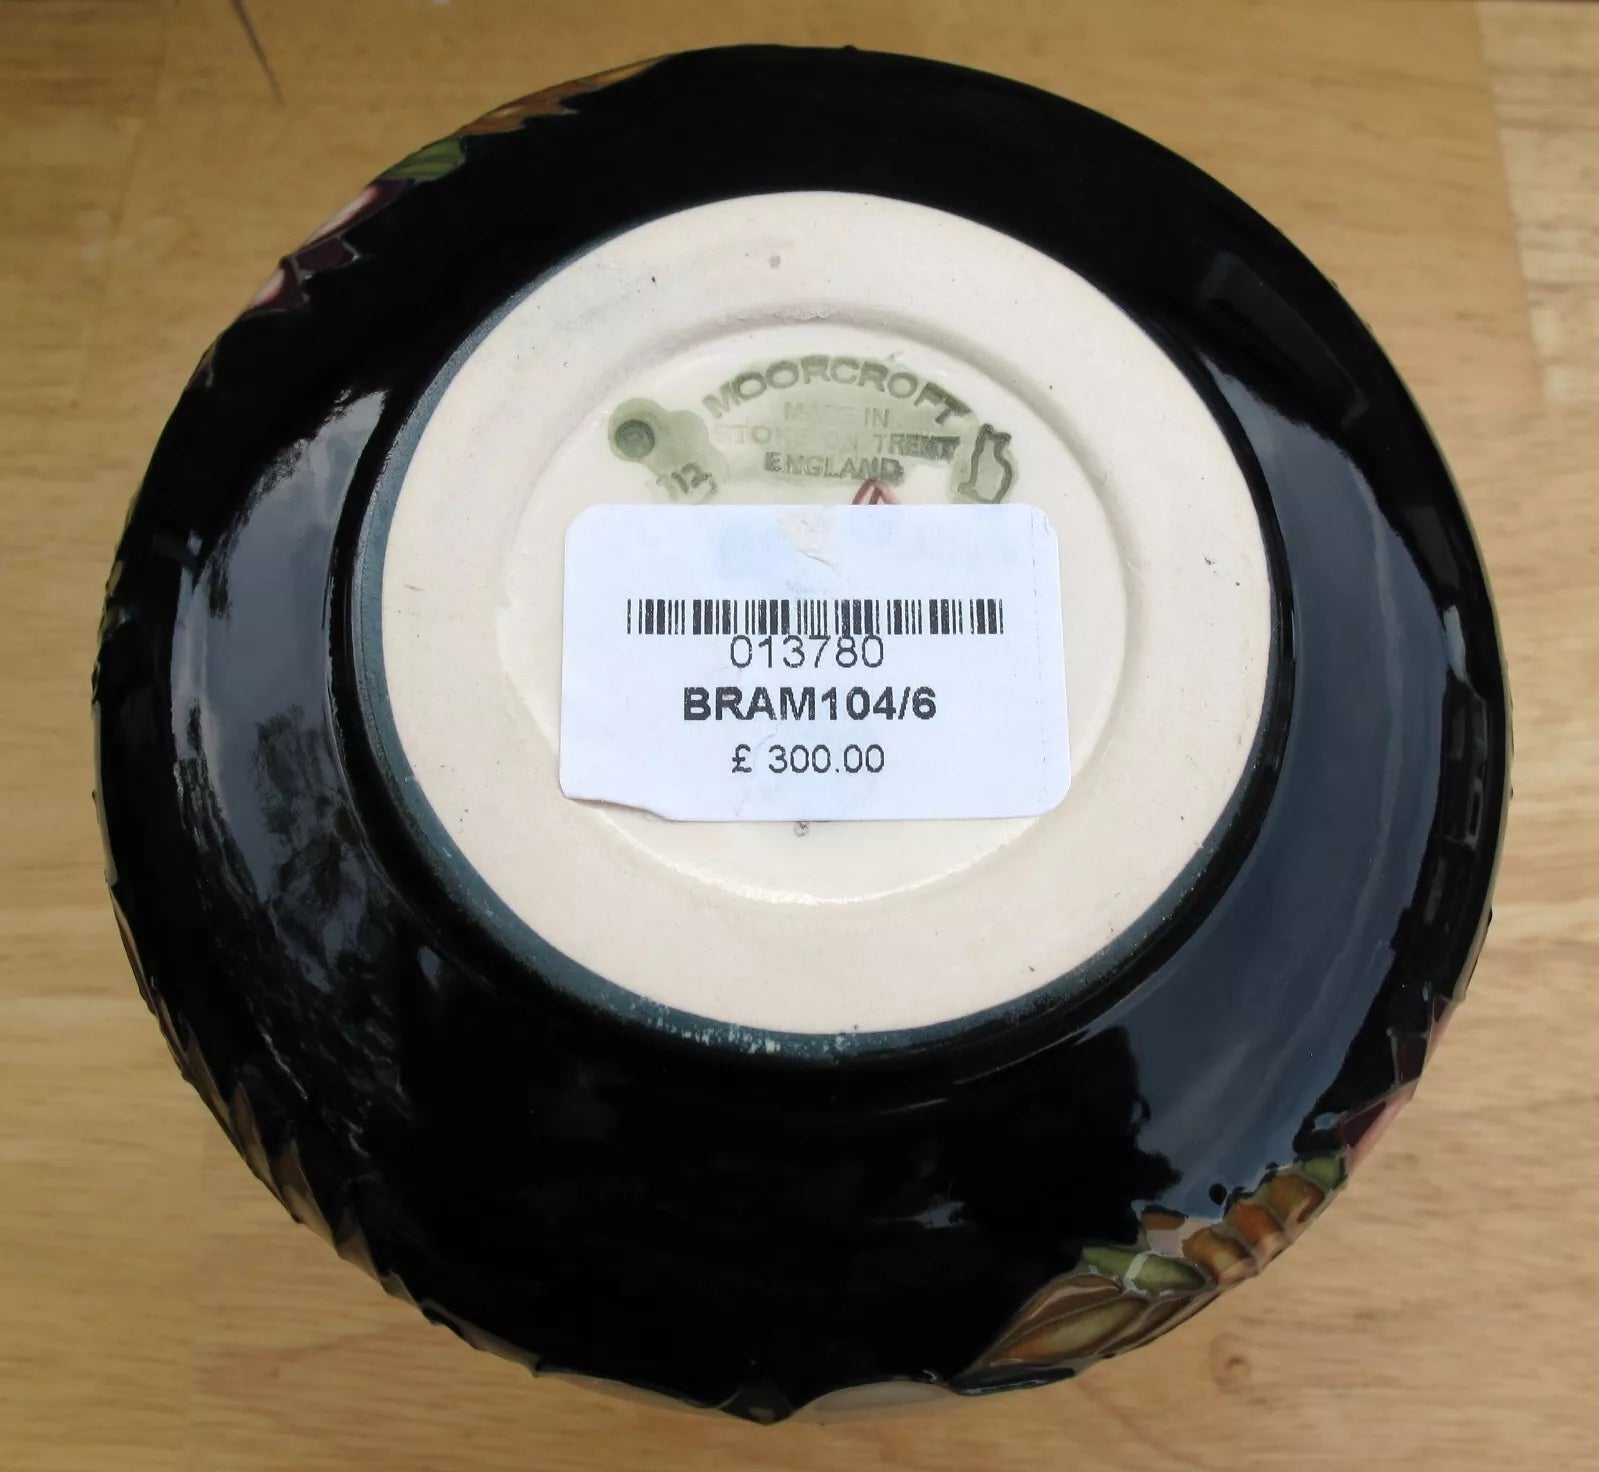 MOORCROFT
MADE IN
STOKE ON TRENT
ENGLAND
013780
BRAM104/6
£ 300.00